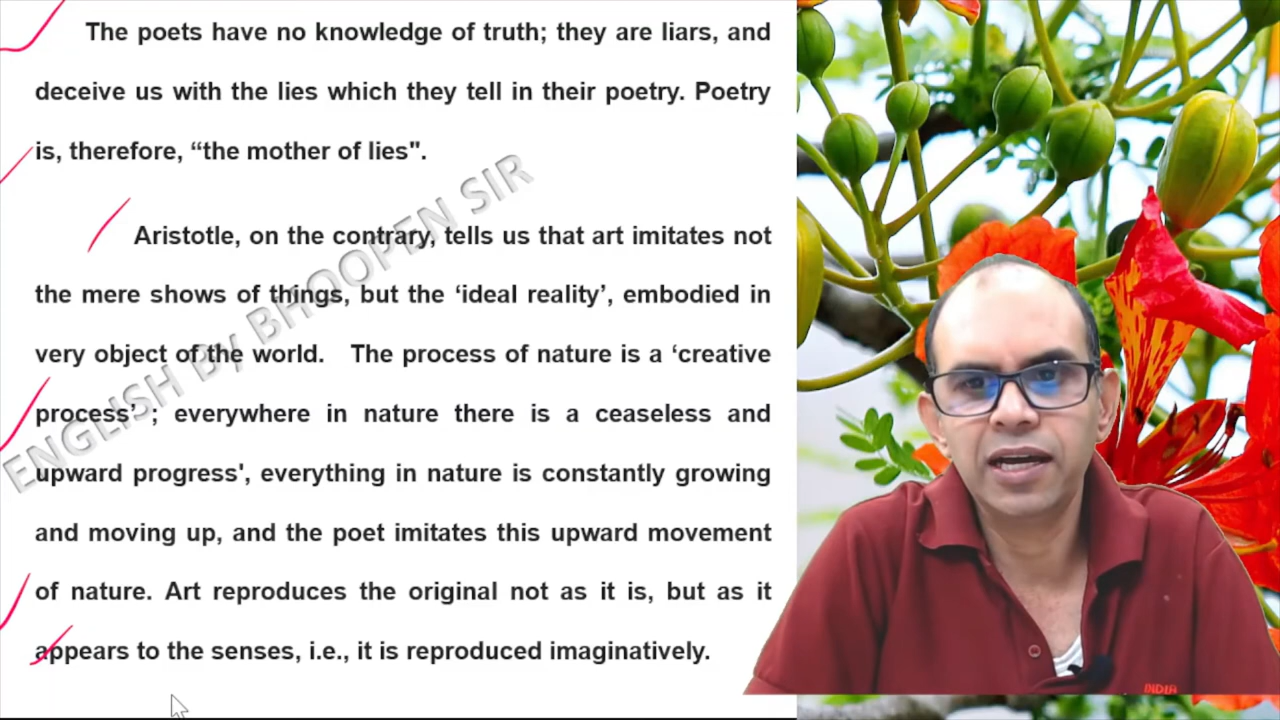 The poets have no knowledge of truth; they are liars, and
deceive us with the lies which they tell in their poetry. Poetry
is, therefore, “the mother of lies".
Aristotle, on the contrary, tells us that art imitates not
the mere shows of things, but the ‘ideal reality’, embodied in
very object of the world. The process of nature is a ‘creative
process’ ; everywhere in nature there is a ceaseless and
upward progress', everything in nature is constantly growing
and moving up, and the poet imitates this upward movement
of nature. Art reproduces the original not as it is, but as it
appears to the senses, i.e., it is reproduced imaginatively.
ENGLISH By BHOOPEN SIR